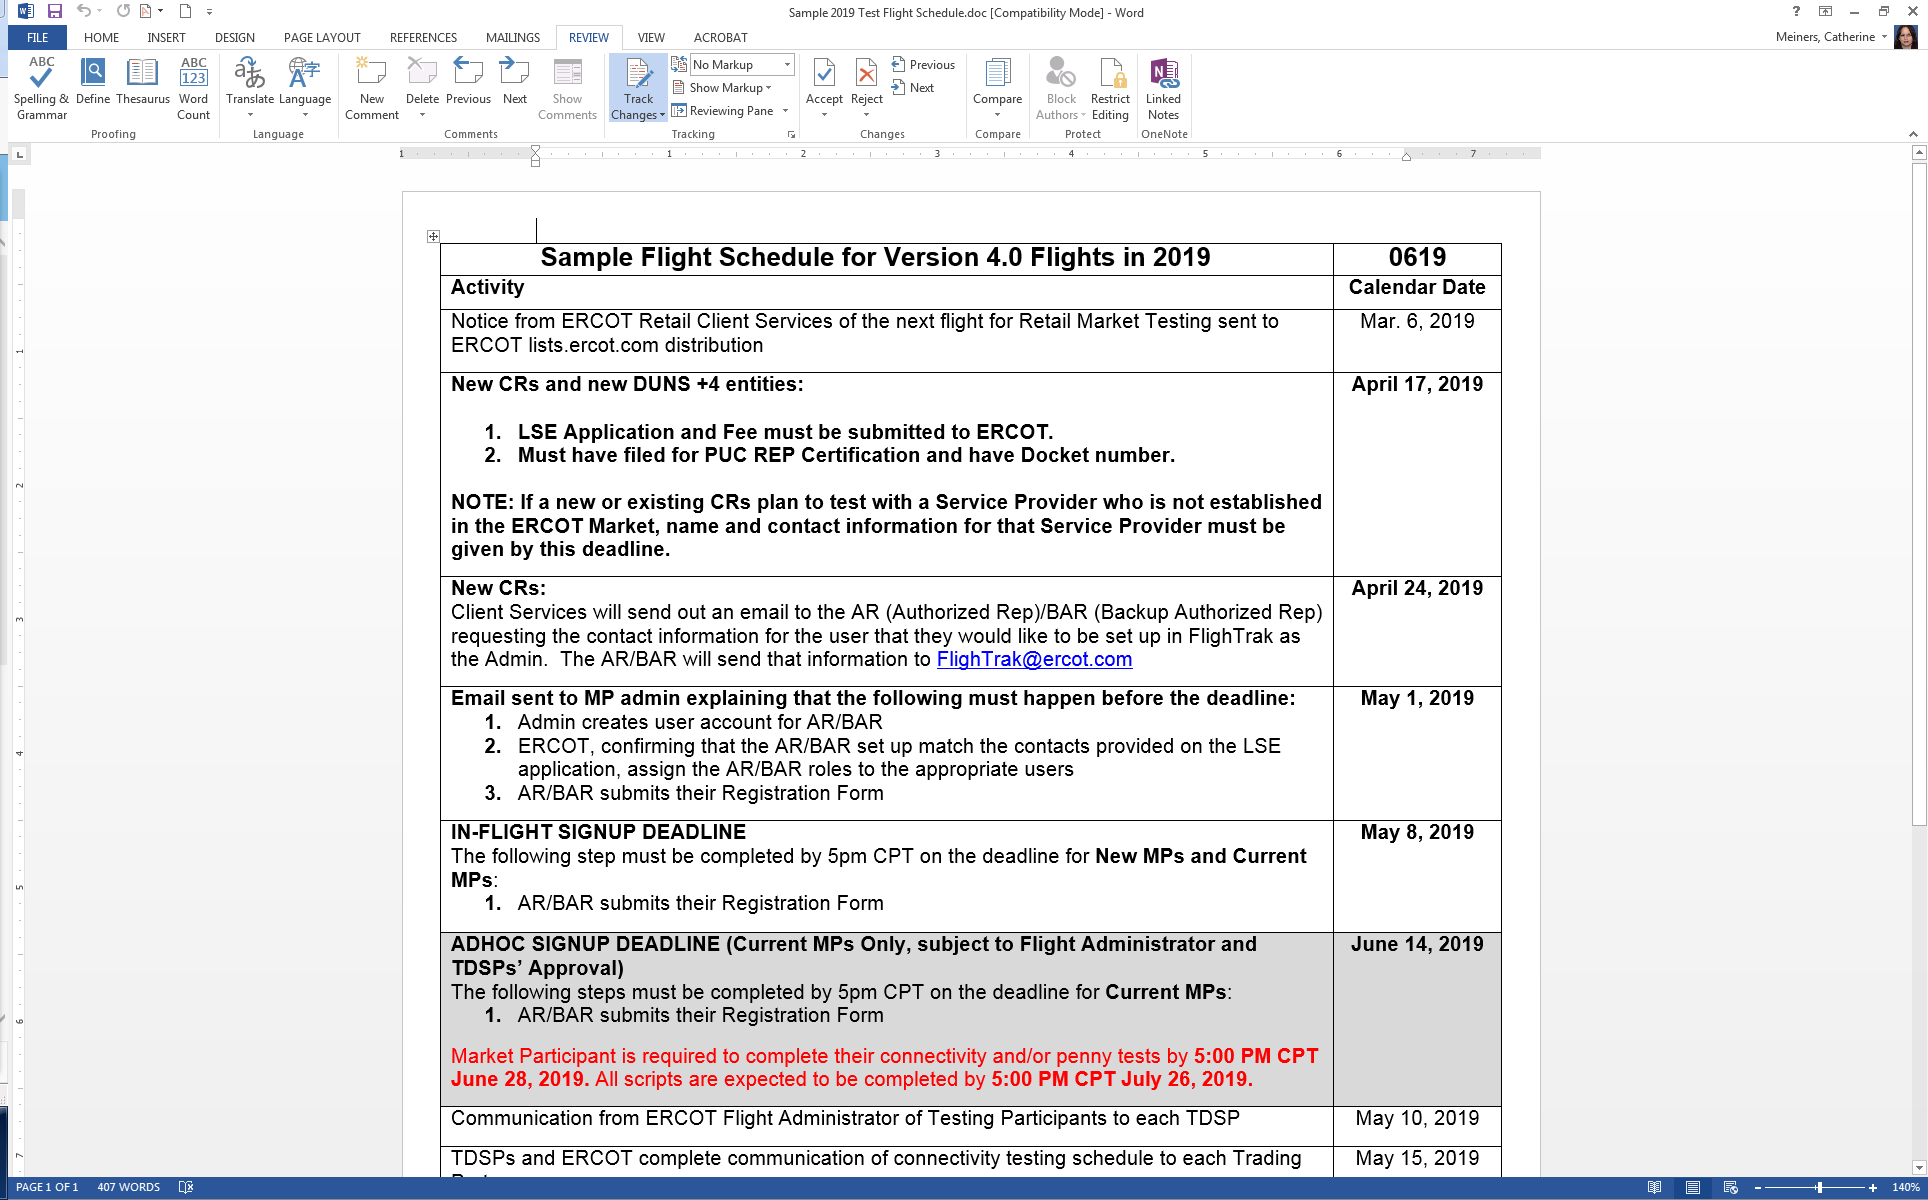 Sample 2019 Test Flight Schedule.doc [Compatibility Mode] - Word
FILE HOME INSERT DESIGN PAGE LAYOUT REFERENCES MAILINGS REVIEW VIEW ACROBAT
Meiners, Catherine
Spelling & Grammar
Define
Thesaurus
ABC 123
Word Count
Proofing
Translate
Language
Language
New Comment
Delete
Previous
Next
Show Comments
Comments
Track Changes
No Markup
Show Markup
Reviewing Pane
Tracking
Accept
Reject
Previous
Next
Changes
Compare
Compare
Block Authors
Restrict Editing
Protect
Linked Notes
OneNote
1 1 2 3 4 5 6 7
Sample Flight Schedule for Version 4.0 Flights in 2019 0619
Activity Calendar Date
Notice from ERCOT Retail Client Services of the next flight for Retail Market Testing sent to Mar. 6, 2019
ERCOT lists.ercot.com distribution
New CRs and new DUNS +4 entities: April 17, 2019
1. LSE Application and Fee must be submitted to ERCOT.
2. Must have filed for PUC REP Certification and have Docket number.
NOTE: If a new or existing CRs plan to test with a Service Provider who is not established
in the ERCOT Market, name and contact information for that Service Provider must be
given by this deadline.
New CRs: April 24, 2019
Client Services will send out an email to the AR (Authorized Rep)/BAR (Backup Authorized Rep)
requesting the contact information for the user that they would like to be set up in FlighTrak as
the Admin. The AR/BAR will send that information to FlighTrak@ercot.com
Email sent to MP admin explaining that the following must happen before the deadline: May 1, 2019
1. Admin creates user account for AR/BAR
2. ERCOT, confirming that the AR/BAR set up match the contacts provided on the LSE
application, assign the AR/BAR roles to the appropriate users
3. AR/BAR submits their Registration Form
IN-FLIGHT SIGNUP DEADLINE May 8, 2019
The following step must be completed by 5pm CPT on the deadline for New MPs and Current
MPs:
1. AR/BAR submits their Registration Form
ADHOC SIGNUP DEADLINE (Current MPs Only, subject to Flight Administrator and June 14, 2019
TDSPs’ Approval)
The following steps must be completed by 5pm CPT on the deadline for Current MPs:
1. AR/BAR submits their Registration Form
Market Participant is required to complete their connectivity and/or penny tests by 5:00 PM CPT
June 28, 2019. All scripts are expected to be completed by 5:00 PM CPT July 26, 2019.
Communication from ERCOT Flight Administrator of Testing Participants to each TDSP May 10, 2019
TDSPs and ERCOT complete communication of connectivity testing schedule to each Trading May 15, 2019
PAGE 1 OF 1 407 WORDS 140%